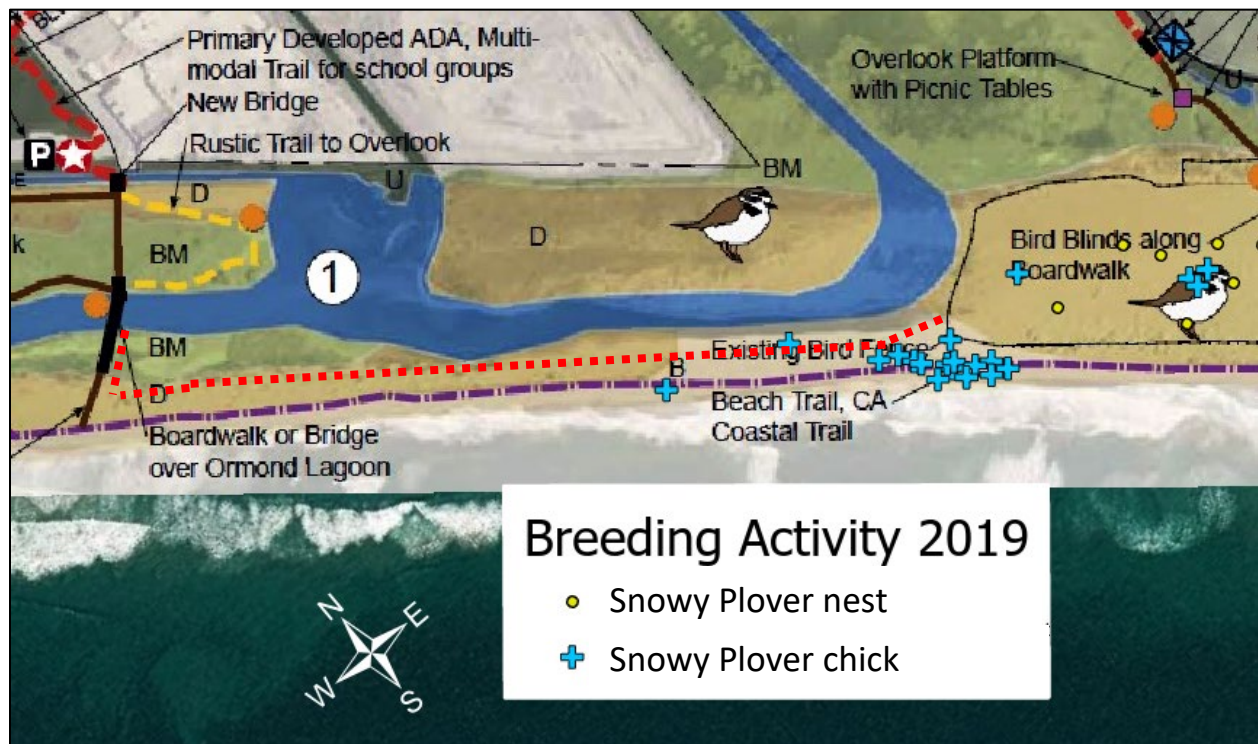 BL
Primary Developed ADA, Multi-
modal Trail for school groups
New Bridge
Rustic Trail to Overlook
P
E
D
U
BM
k
BM
D
1
BM
D
Boardwalk or Bridge
over Ormond Lagoon
Overlook Platform
with Picnic Tables
U
Bird Blinds along
Boardwalk
Existing Bird Fence
B
Beach Trail, CA
Coastal Trail
Breeding Activity 2019
Snowy Plover nest
Snowy Plover chick
N
E
W
S